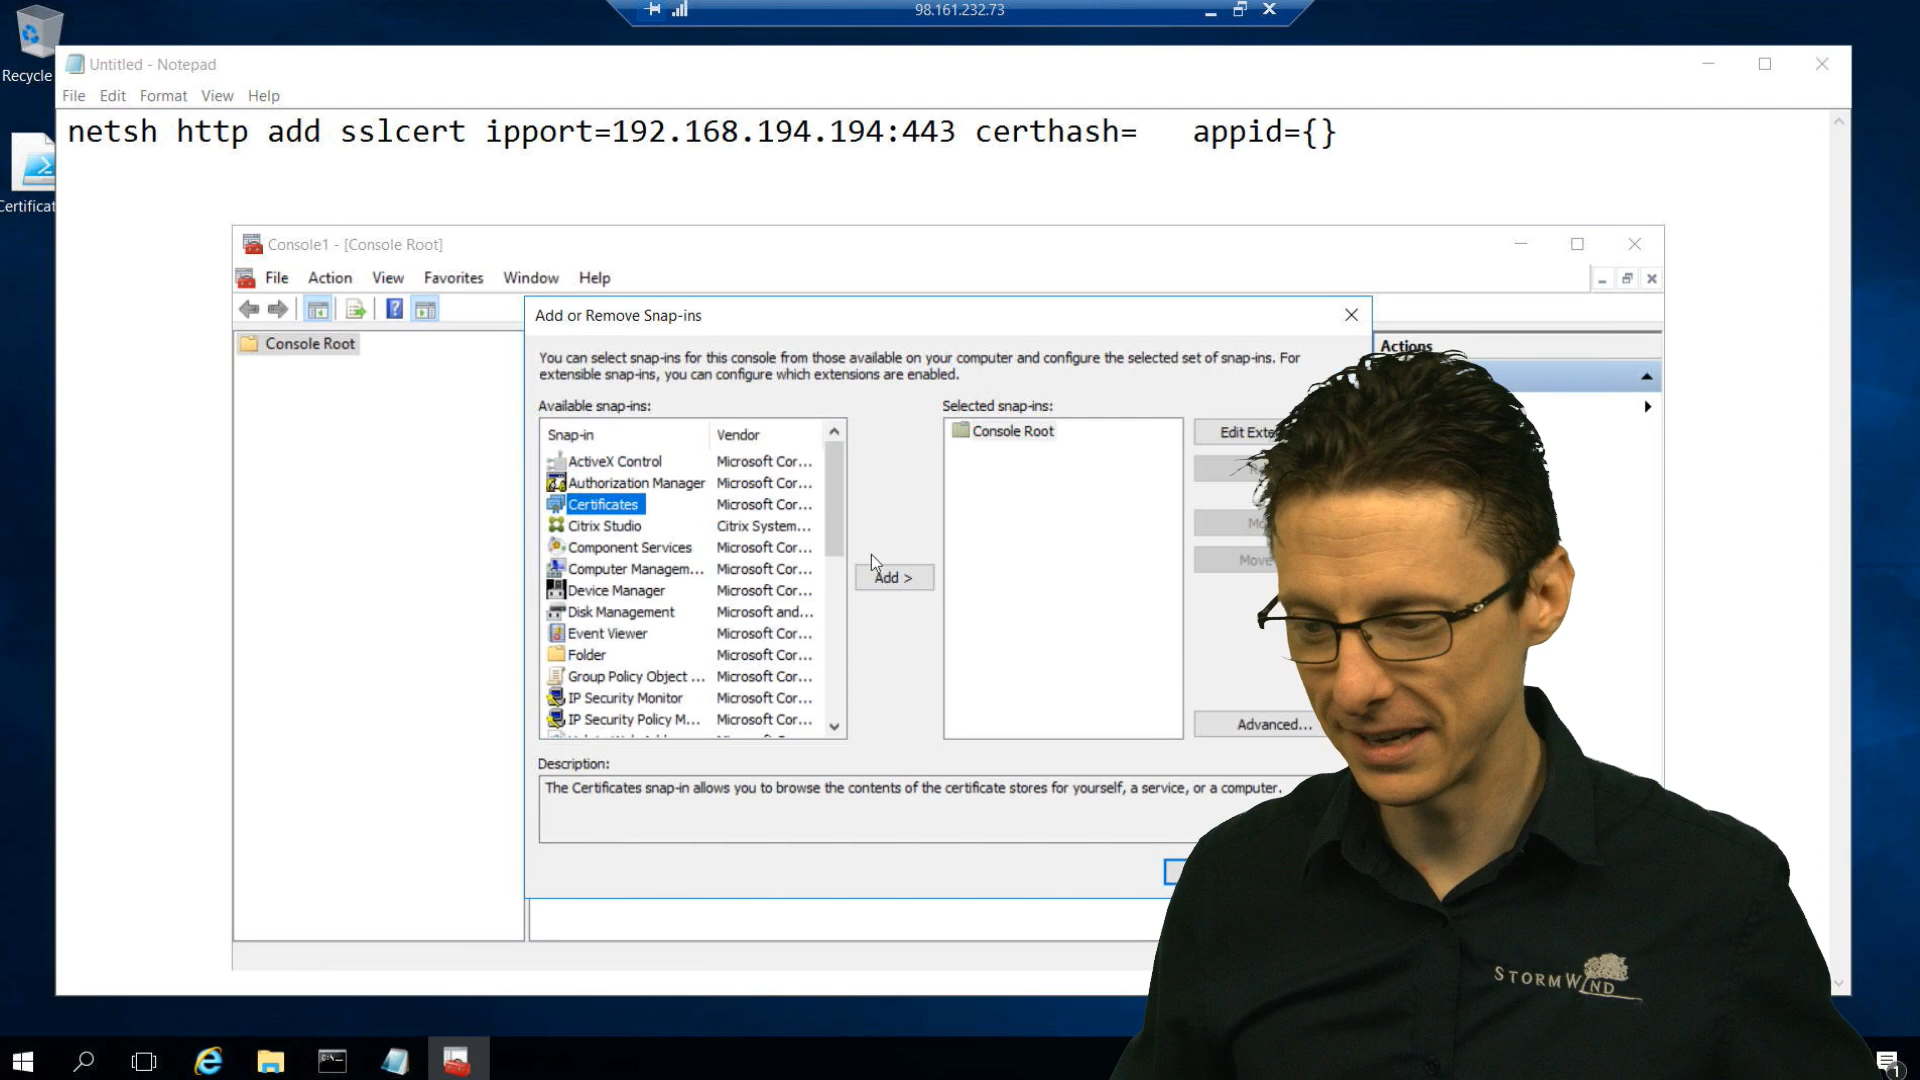 98.161.232.73
Recycle
Untitled - Notepad
File Edit Format View Help
netsh http add sslcert ipport=192.168.194.194:443 certhash= appid={}
Certificat
Console1 - [Console Root]
File Action View Favorites Window Help
Console Root
Actions
Add or Remove Snap-ins
You can select snap-ins for this console from those available on your computer and configure the selected set of snap-ins. For
extensible snap-ins, you can configure which extensions are enabled.
Available snap-ins:
Snap-in Vendor
ActiveX Control Microsoft Cor...
Authorization Manager Microsoft Cor...
Certificates Microsoft Cor...
Citrix Studio Citrix System...
Component Services Microsoft Cor...
Computer Managem... Microsoft Cor...
Device Manager Microsoft Cor...
Disk Management Microsoft and...
Event Viewer Microsoft Cor...
Folder Microsoft Cor...
Group Policy Object ... Microsoft Cor...
IP Security Monitor Microsoft Cor...
IP Security Policy M... Microsoft Cor...
Add >
Selected snap-ins:
Console Root
Edit Exte
Move
Advanced...
Description:
The Certificates snap-in allows you to browse the contents of the certificate stores for yourself, a service, or a computer.
STORMWIND
1